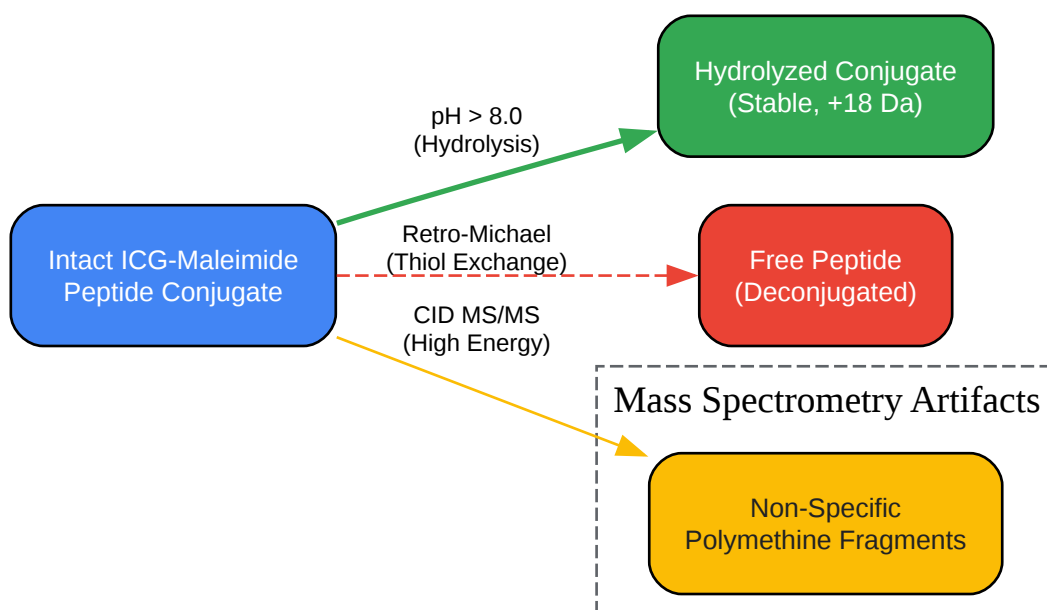 Hydrolyzed Conjugate
(Stable, +18 Da)
pH > 8.0
(Hydrolysis)
Intact ICG-Maleimide
Peptide Conjugate
Retro-Michael
(Thiol Exchange)
Free Peptide
(Deconjugated)
CID MS/MS
(High Energy)
Mass Spectrometry Artifacts
Non-Specific
Polymethine Fragments